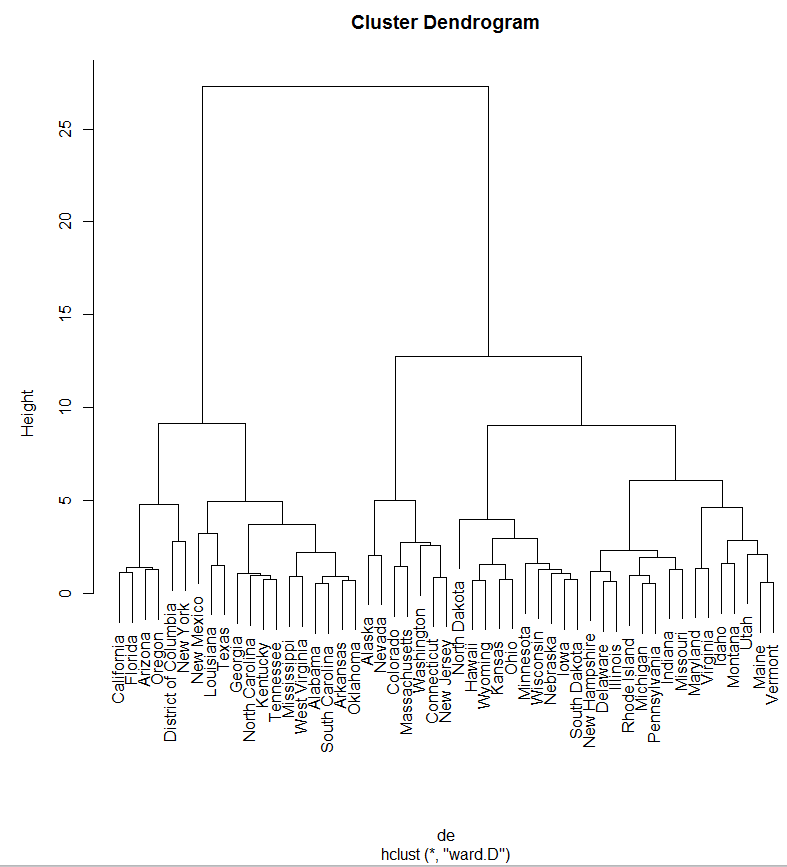 Cluster Dendrogram
Height
25
20
15
10
5
0
California
Florida
Arizona
Oregon
District of Columbia
New York
New Mexico
Louisiana
Texas
Georgia
North Carolina
Kentucky
Tennessee
Mississippi
West Virginia
Alabama
South Carolina
Arkansas
Oklahoma
Alaska
Nevada
Colorado
Massachusetts
Washington
Connecticut
New Jersey
North Dakota
Hawaii
Wyoming
Kansas
Ohio
Minnesota
Wisconsin
Nebraska
Iowa
South Dakota
New Hampshire
Delaware
Illinois
Rhode Island
Michigan
Pennsylvania
Indiana
Missouri
Maryland
Virginia
Idaho
Montana
Utah
Maine
Vermont
de
hclust (*, "ward.D")